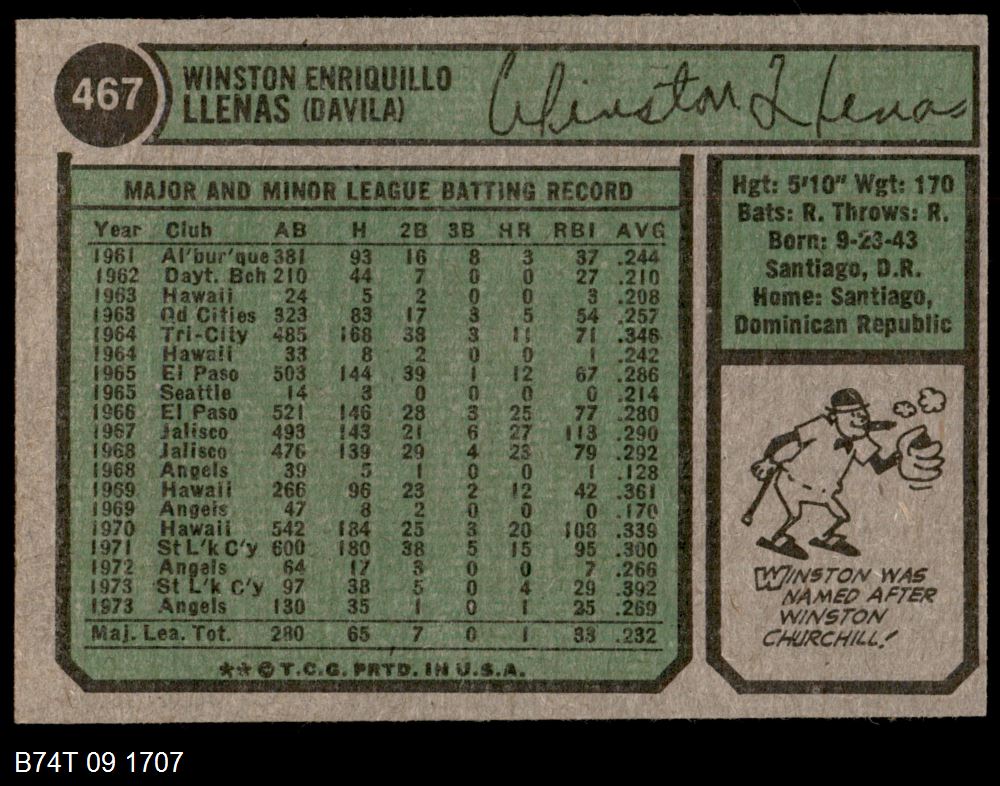 467
WINSTON ENRIQUILLO
LLENAS (DAVILA)
Winston Llenas
MAJOR AND MINOR LEAGUE BATTING RECORD
Year Club AB H 2B 3B HR RBI AVG
1961 Al'bur'que 381 93 16 8 3 37 .244
1962 Dayt. Bch 210 44 7 0 0 27 .210
1963 Hawaii 24 5 2 0 0 3 .208
1963 Qd Cities 323 83 17 3 5 54 .257
1964 Tri-City 485 168 38 3 11 71 .346
1964 Hawaii 33 8 2 0 0 1 .242
1965 El Paso 503 144 39 1 12 67 .286
1965 Seattle 14 3 0 0 0 0 .214
1966 El Paso 521 146 28 3 25 77 .280
1967 Jalisco 493 143 21 6 27 113 .290
1968 Jalisco 476 139 29 4 23 79 .292
1968 Angels 39 5 1 0 0 1 .128
1969 Hawaii 266 96 23 2 12 42 .361
1969 Angels 47 8 2 0 0 0 .170
1970 Hawaii 542 184 25 3 20 108 .339
1971 St L'k C'y 600 180 38 5 15 95 .300
1972 Angels 64 17 3 0 0 7 .266
1973 St L'k C'y 97 38 5 0 4 29 .392
1973 Angels 130 35 1 0 1 25 .269
Maj. Lea. Tot. 280 65 7 0 1 33 .232
**© T.C.G. PRTD. IN U.S.A.
Hgt: 5'10" Wgt: 170
Bats: R. Throws: R.
Born: 9-23-43
Santiago, D.R.
Home: Santiago,
Dominican Republic
WINSTON WAS
NAMED AFTER
WINSTON
CHURCHILL!
B74T 09 1707